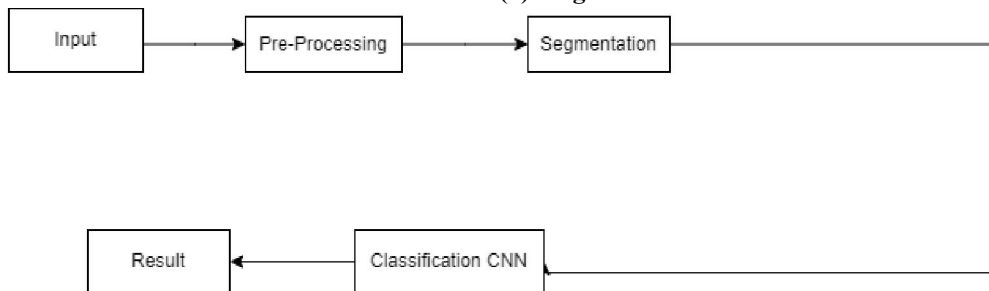 Input
Pre-Processing
Segmentation
Result
Classification CNN